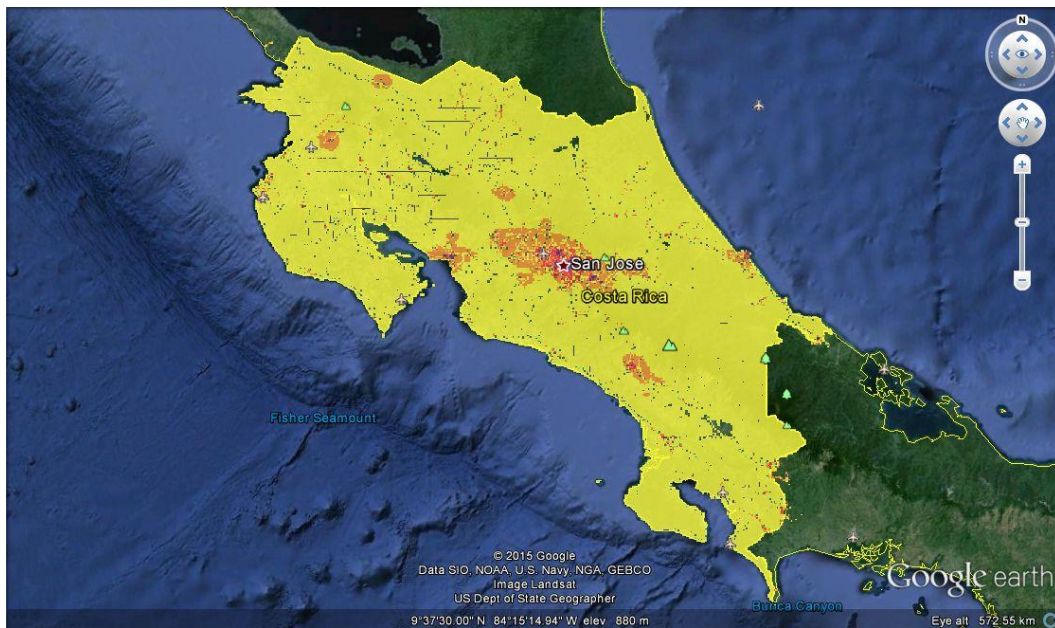 N
San Jose
Costa Rica
Fisher Seamount
© 2015 Google
Data SIO, NOAA, U.S. Navy, NGA, GEBCO
Image Landsat
US Dept of State Geographer
Google earth
Burica Canyon
9°37'30.00" N 84°15'14.94" W elev 880 m
Eye alt 572.55 km